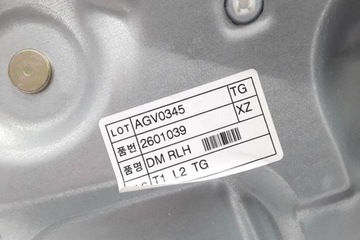 LOT AGV0345 TG
품번 2601039 XZ
품명 DM RLH
T1 L2 TG